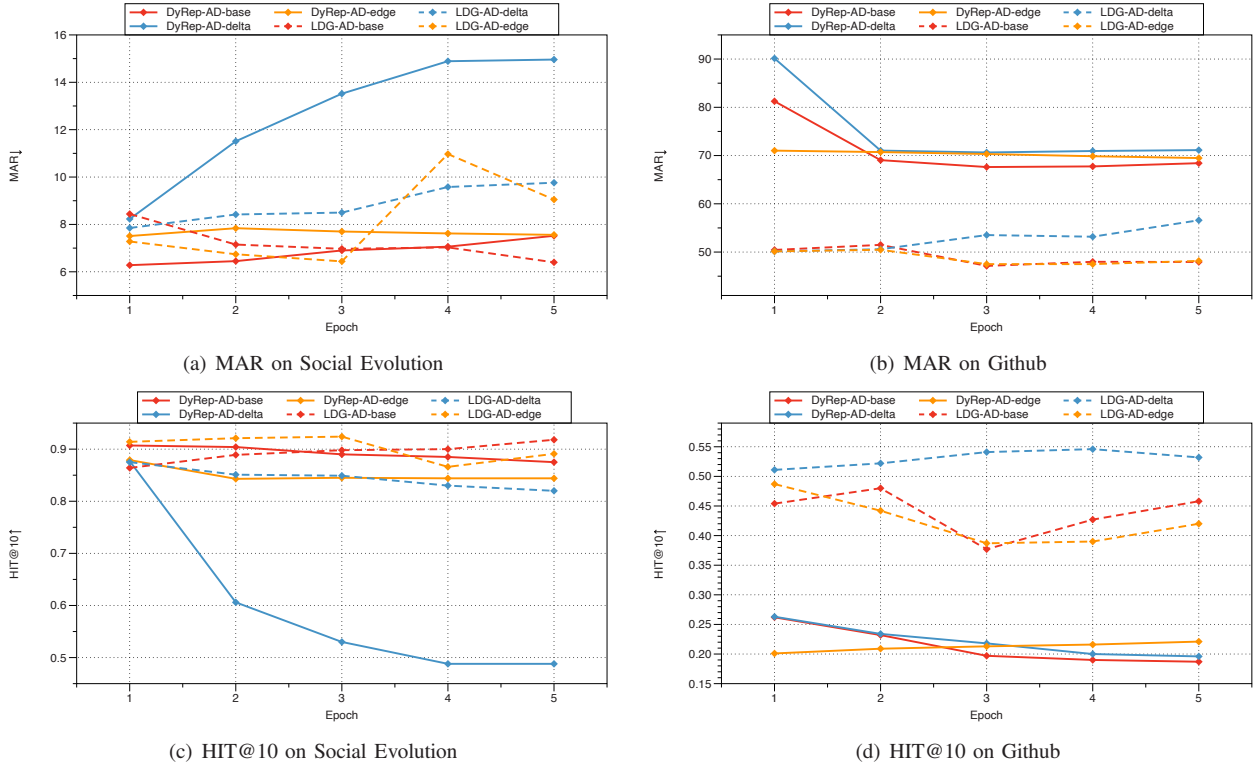 DyRep-AD-base DyRep-AD-edge LDG-AD-delta
DyRep-AD-delta LDG-AD-base LDG-AD-edge
16
14
12
10
8
6
MAR↓
1 2 3 4 5
Epoch
(a) MAR on Social Evolution
DyRep-AD-base DyRep-AD-edge LDG-AD-delta
DyRep-AD-delta LDG-AD-base LDG-AD-edge
90
80
70
60
50
MAR↓
1 2 3 4 5
Epoch
(b) MAR on Github
DyRep-AD-base DyRep-AD-edge LDG-AD-delta
DyRep-AD-delta LDG-AD-base LDG-AD-edge
0.9
0.8
0.7
0.6
0.5
HIT@10↑
1 2 3 4 5
Epoch
(c) HIT@10 on Social Evolution
DyRep-AD-base DyRep-AD-edge LDG-AD-delta
DyRep-AD-delta LDG-AD-base LDG-AD-edge
0.55
0.50
0.45
0.40
0.35
0.30
0.25
0.20
0.15
HIT@10↑
1 2 3 4 5
Epoch
(d) HIT@10 on Github